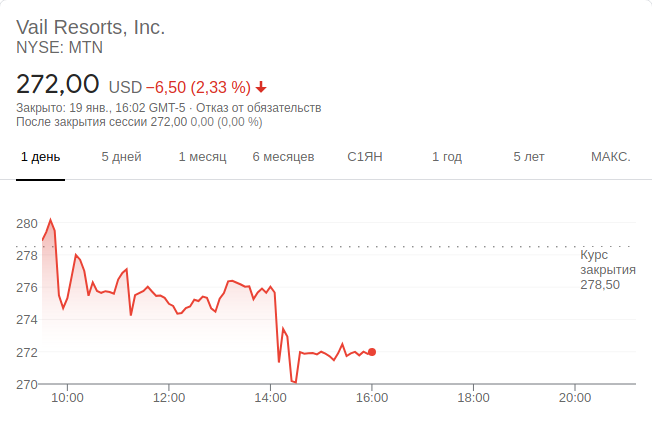 Vail Resorts, Inc.
NYSE: MTN
272,00 USD −6,50 (2,33 %)
Закрыто: 19 янв., 16:02 GMT-5 · Отказ от обязательств
После закрытия сессии 272,00 0,00 (0,00 %)
1 день 5 дней 1 месяц 6 месяцев С1ЯН 1 год 5 лет МАКС.
280
278
276
274
272
270
Курс
закрытия
278,50
10:00 12:00 14:00 16:00 18:00 20:00